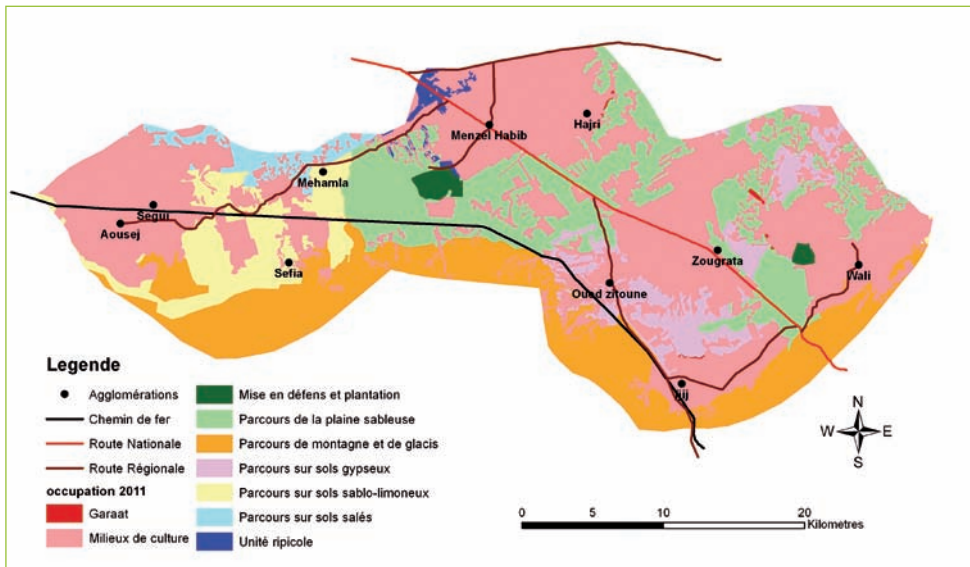 Menzel Habib
Hajri
Mehamla
Segui
Aousej
Sefia
Zougrata
Wali
Oued zitoune
jij
Legende
Agglomérations
Chemin de fer
Route Nationale
Route Régionale
occupation 2011
Garaat
Milieux de culture
Mise en défens et plantation
Parcours de la plaine sableuse
Parcours de montagne et de glacis
Parcours sur sols gypseux
Parcours sur sols sablo-limoneux
Parcours sur sols salés
Unité ripicole
N
W E
S
0 5 10 20
Kilometres